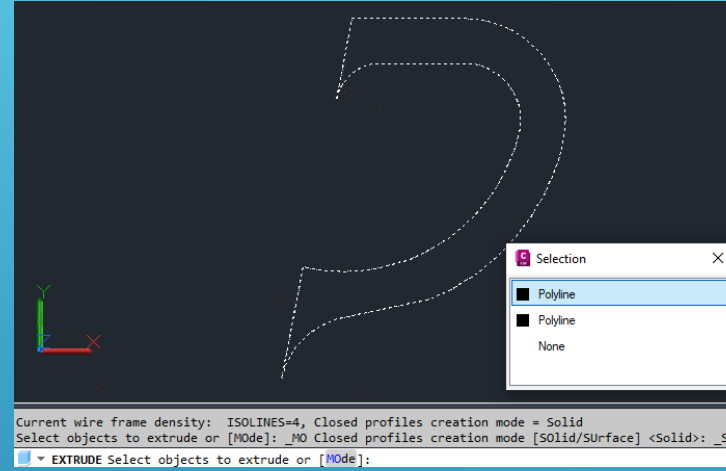 C
Selection
Polyline
Polyline
None
Y
X
Z
Current wire frame density:  ISOLINES=4, Closed profiles creation mode = Solid
Select objects to extrude or [MOde]: _MO Closed profiles creation mode [SOlid/SUrface] <Solid>: _S
EXTRUDE Select objects to extrude or [MOde]: